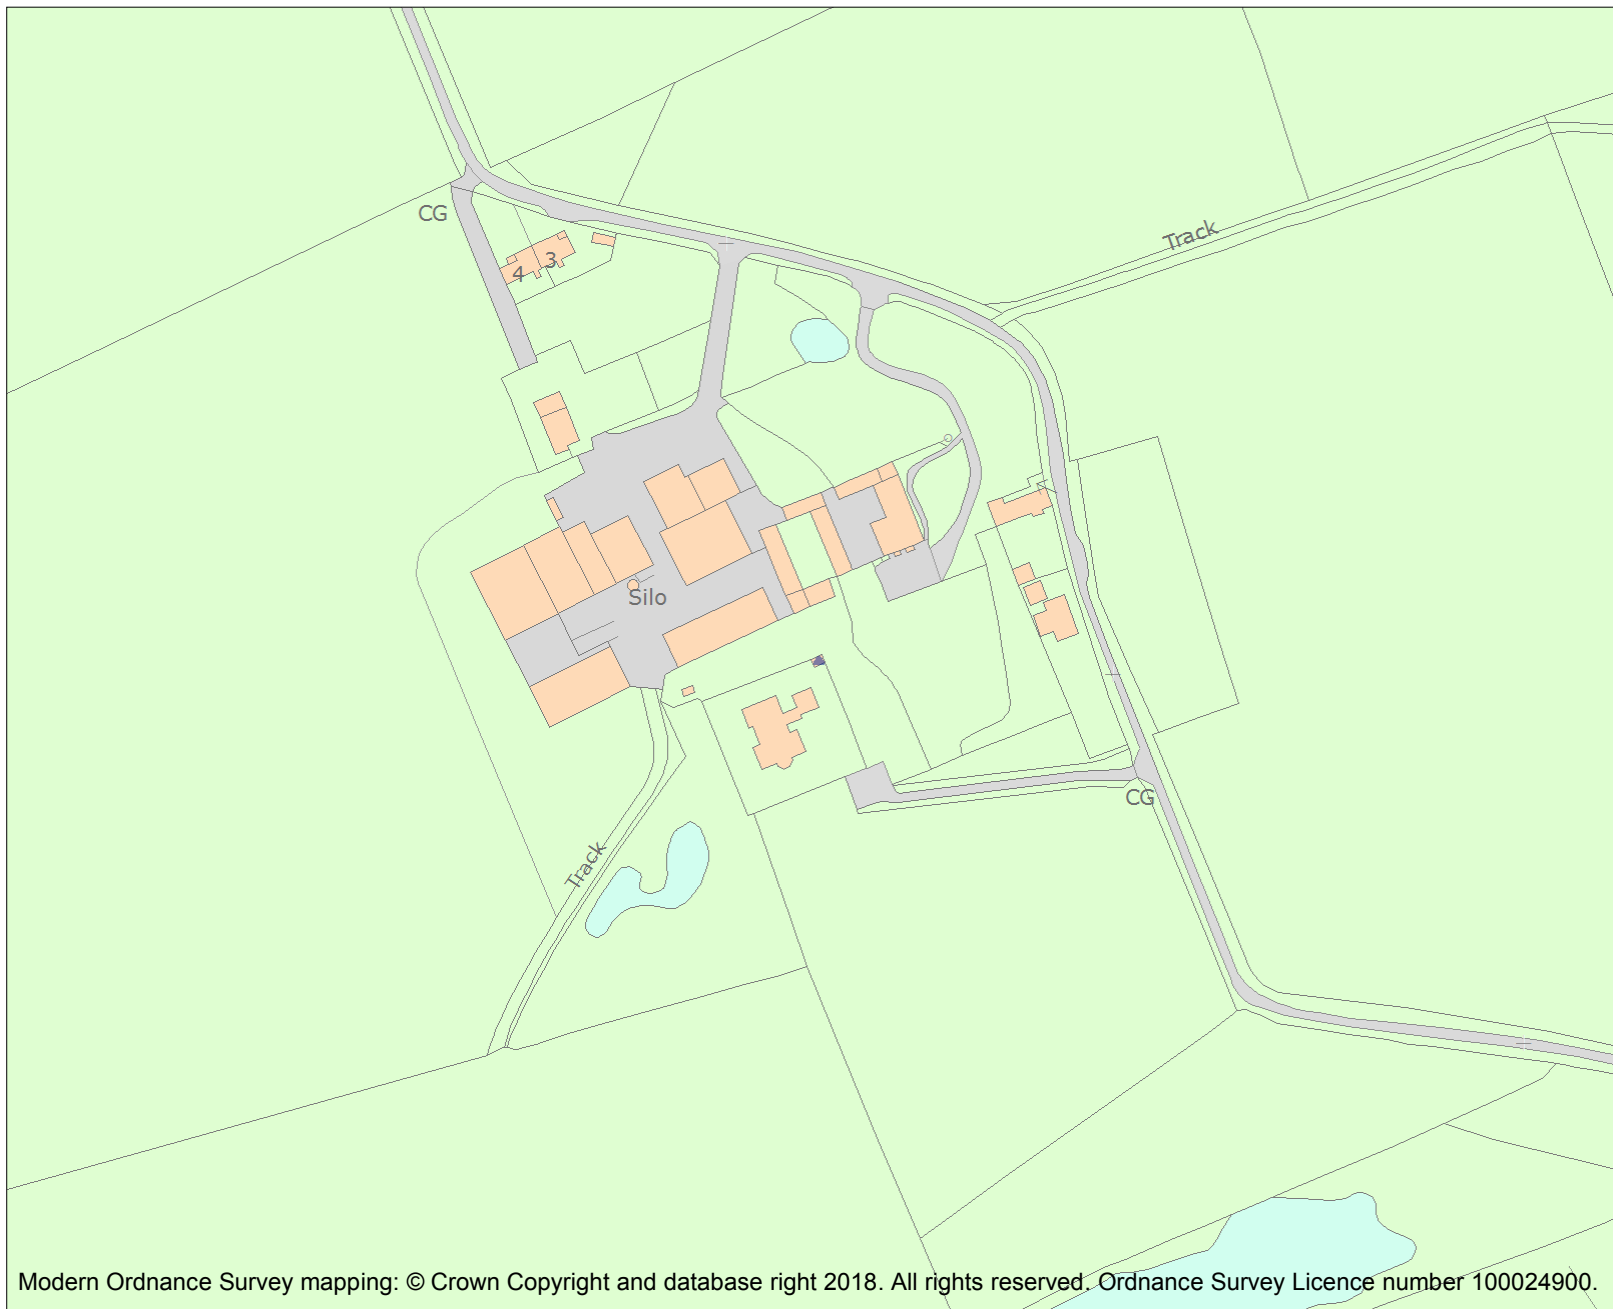 CG
Track
4
3
Silo
CG
Track
Modern Ordnance Survey mapping: © Crown Copyright and database right 2018. All rights reserved. Ordnance Survey Licence number 100024900.